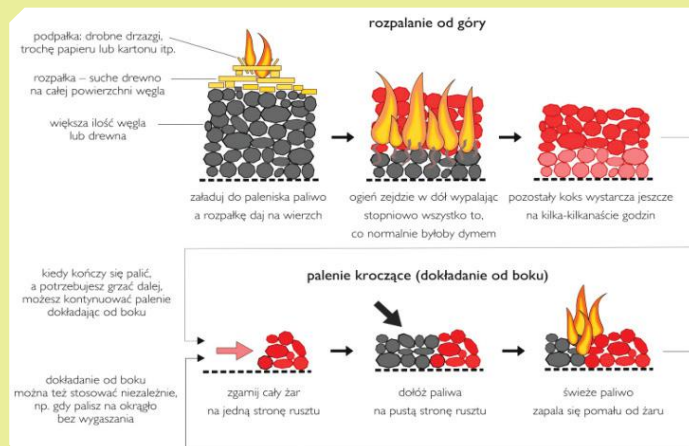 rozpalanie od góry
podpałka: drobne drzazgi,
trochę papieru lub kartonu itp.
rozpałka – suche drewno
na całej powierzchni węgla
większa ilość węgla
lub drewna
załaduj do paleniska paliwo
a rozpałkę daj na wierzch
ogień zejdzie w dół wypalając
stopniowo wszystko to,
co normalnie byłoby dymem
pozostały koks wystarcza jeszcze
na kilka-kilkanaście godzin
kiedy kończy się palić,
a potrzebujesz grzać dalej,
możesz kontynuować palenie
dokładając od boku
palenie kroczące (dokładanie od boku)
dokładanie od boku
można też stosować niezależnie,
np. gdy palisz na okrągło
bez wygaszania
zgarnij cały żar
na jedną stronę rusztu
dołóż paliwa
na pustą stronę rusztu
świeże paliwo
zapala się pomału od żaru